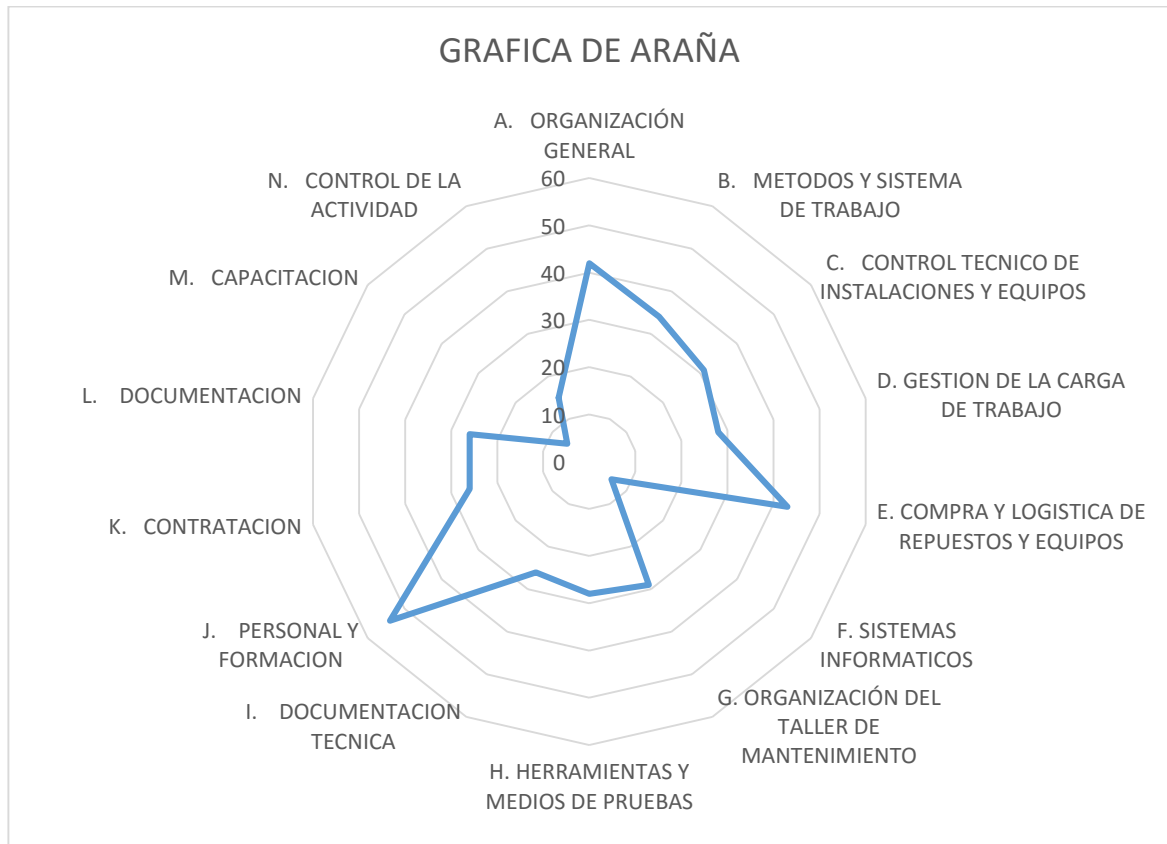 GRAFICA DE ARAÑA
A. ORGANIZACIÓN
GENERAL
B. METODOS Y SISTEMA
DE TRABAJO
C. CONTROL TECNICO DE
INSTALACIONES Y EQUIPOS
D. GESTION DE LA CARGA
DE TRABAJO
E. COMPRA Y LOGISTICA DE
REPUESTOS Y EQUIPOS
F. SISTEMAS
INFORMATICOS
G. ORGANIZACIÓN DEL
TALLER DE
MANTENIMIENTO
H. HERRAMIENTAS Y
MEDIOS DE PRUEBAS
I. DOCUMENTACION
TECNICA
J. PERSONAL Y
FORMACION
K. CONTRATACION
L. DOCUMENTACION
M. CAPACITACION
N. CONTROL DE LA
ACTIVIDAD
60
50
40
30
20
10
0